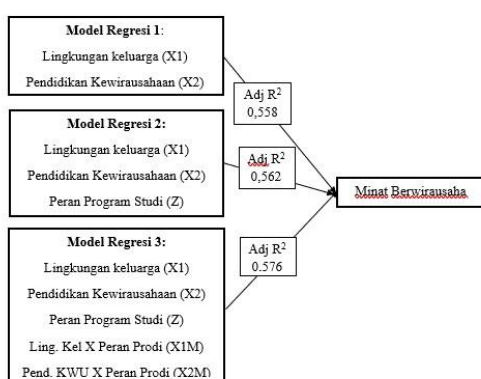 Model Regresi 1:
Lingkungan keluarga (X1)
Pendidikan Kewirausahaan (X2)
Adj R²
0,558
Model Regresi 2:
Lingkungan keluarga (X1)
Pendidikan Kewirausahaan (X2)
Peran Program Studi (Z)
Adj R²
0,562
Minat Berwirausaha
Model Regresi 3:
Lingkungan keluarga (X1)
Pendidikan Kewirausahaan (X2)
Peran Program Studi (Z)
Ling. Kel X Peran Prodi (X1M)
Pend. KWU X Peran Prodi (X2M)
Adj R²
0.576